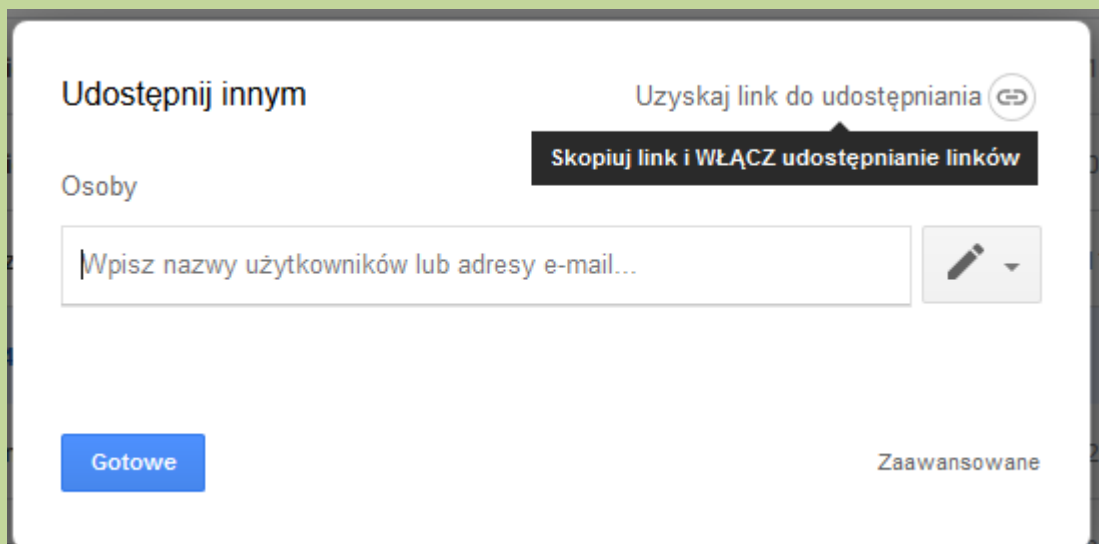 Udostępnij innym
Uzyskaj link do udostępniania
Skopiuj link i WŁĄCZ udostępnianie linków
Osoby
Wpisz nazwy użytkowników lub adresy e-mail...
Gotowe
Zaawansowane